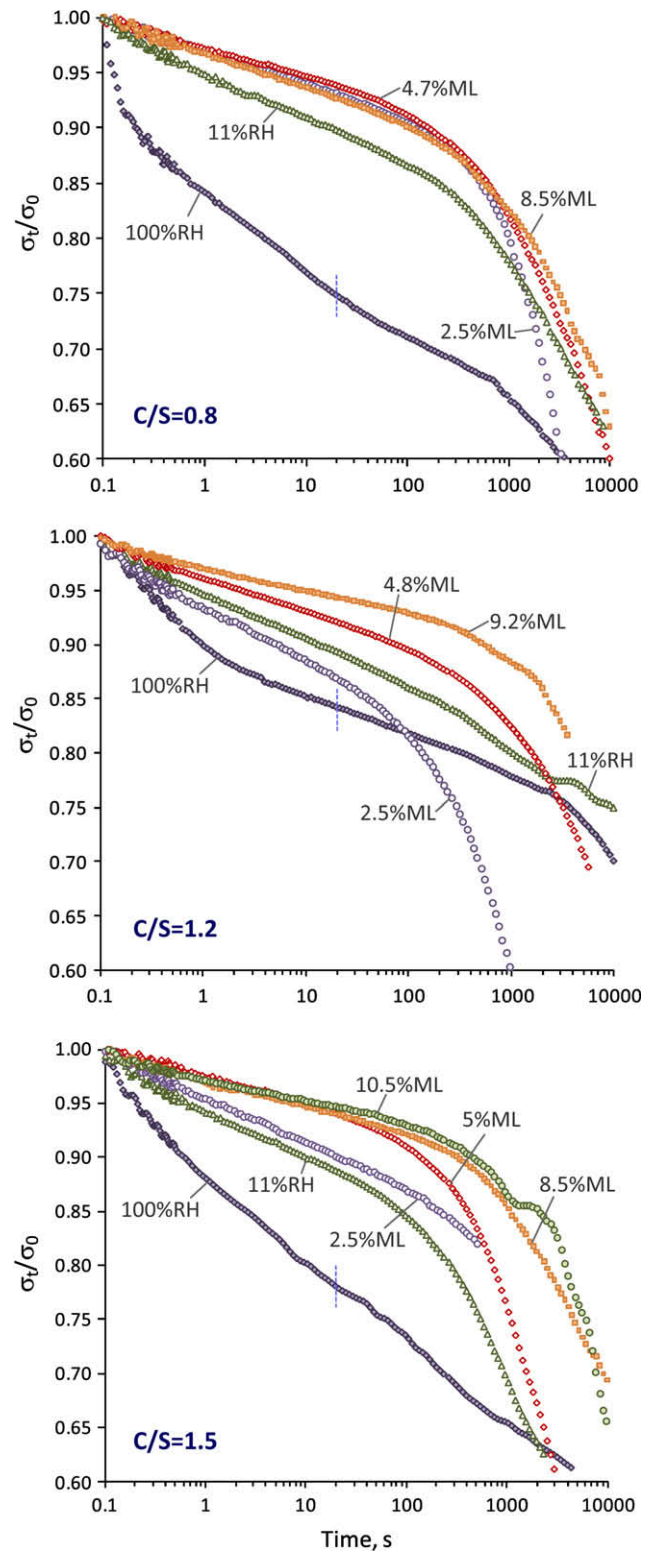 1.00
0.95
0.90
0.85
0.80
0.75
0.70
0.65
0.60
σt/σ0
4.7%ML
11%RH
8.5%ML
100%RH
2.5%ML
C/S=0.8
0.1 1 10 100 1000 10000
1.00
0.95
0.90
0.85
0.80
0.75
0.70
0.65
0.60
σt/σ0
4.8%ML
9.2%ML
100%RH
11%RH
2.5%ML
C/S=1.2
0.1 1 10 100 1000 10000
1.00
0.95
0.90
0.85
0.80
0.75
0.70
0.65
0.60
σt/σ0
10.5%ML
5%ML
11%RH
8.5%ML
100%RH
2.5%ML
C/S=1.5
0.1 1 10 100 1000 10000
Time, s